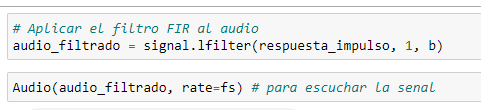 # Aplicar el filtro FIR al audio
audio_filtrado = signal.lfilter(respuesta_impulso, 1, b)
Audio(audio_filtrado, rate=fs) # para escuchar la senal